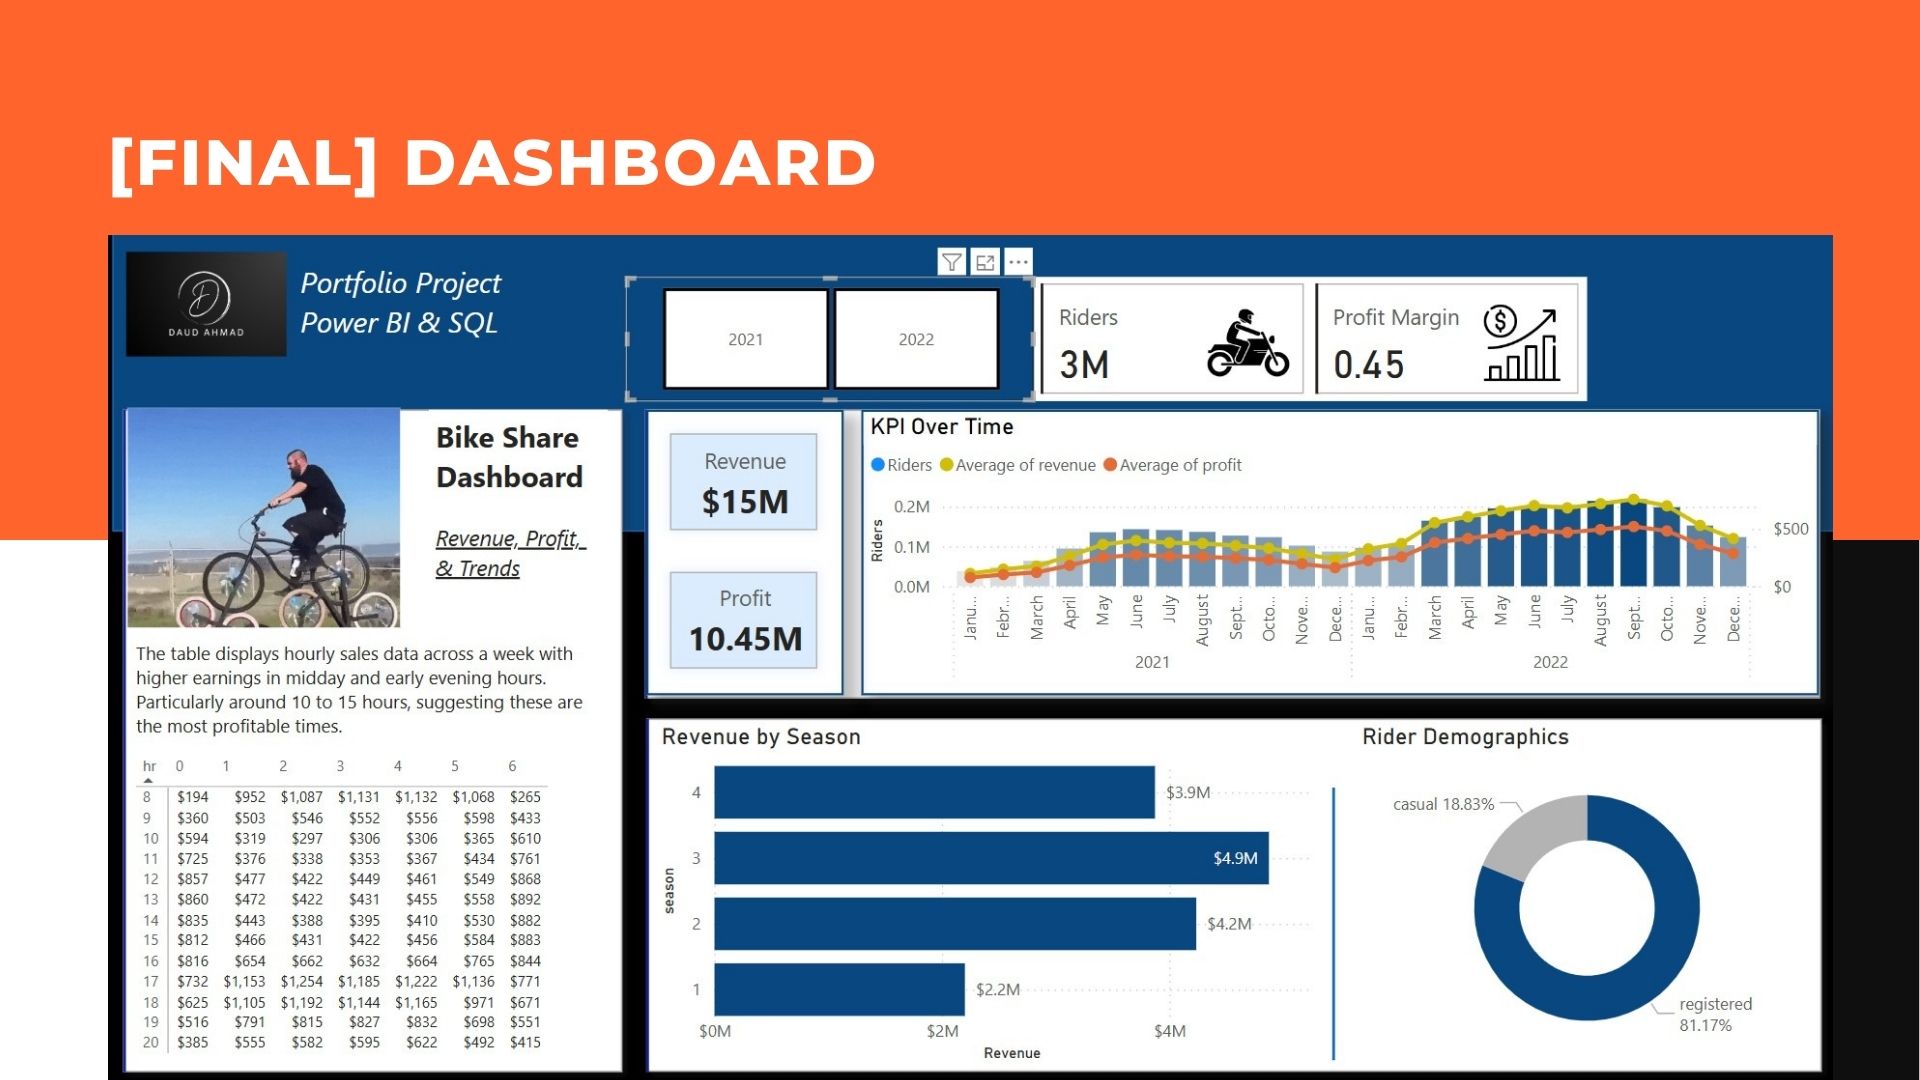 [FINAL] DASHBOARD
DAUD AHMAD
Portfolio Project
Power BI & SQL
2021
2022
Riders
3M
Profit Margin
0.45
Bike Share
Dashboard
Revenue, Profit,
& Trends
The table displays hourly sales data across a week with
higher earnings in midday and early evening hours.
Particularly around 10 to 15 hours, suggesting these are
the most profitable times.
hr 0 1 2 3 4 5 6
8 $194 $952 $1,087 $1,131 $1,132 $1,068 $265
9 $360 $503 $546 $552 $556 $598 $433
10 $594 $319 $297 $306 $306 $365 $610
11 $725 $376 $338 $353 $367 $434 $761
12 $857 $477 $422 $449 $461 $549 $868
13 $860 $472 $422 $431 $455 $558 $892
14 $835 $443 $388 $395 $410 $530 $882
15 $812 $466 $431 $422 $456 $584 $883
16 $816 $654 $662 $632 $664 $765 $844
17 $732 $1,153 $1,254 $1,185 $1,222 $1,136 $771
18 $625 $1,105 $1,192 $1,144 $1,165 $971 $671
19 $516 $791 $815 $827 $832 $698 $551
20 $385 $555 $582 $595 $622 $492 $415
Revenue
$15M
Profit
10.45M
KPI Over Time
Riders Average of revenue Average of profit
Riders
0.2M
0.1M
0.0M
$500
$0
Janu... Febr... March April May June July August Sept... Octo... Nove... Dece... Janu... Febr... March April May June July August Sept... Octo... Nove... Dece...
2021 2022
Revenue by Season
season
4 $3.9M
3 $4.9M
2 $4.2M
1 $2.2M
$0M $2M $4M
Revenue
Rider Demographics
casual 18.83%
registered
81.17%